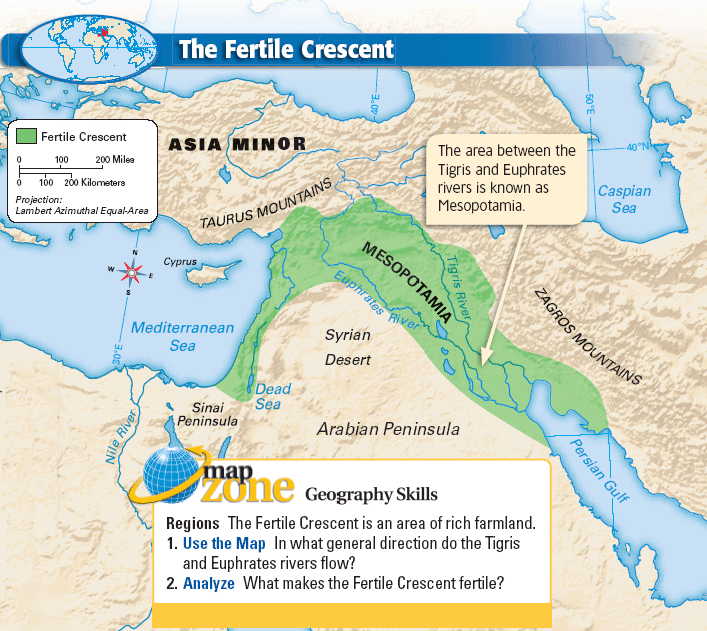 The Fertile Crescent
Fertile Crescent
0 100 200 Miles
0 100 200 Kilometers
Projection:
Lambert Azimuthal Equal-Area
ASIA MINOR
40°E
50°E
40°N
The area between the
Tigris and Euphrates
rivers is known as
Mesopotamia.
Caspian
Sea
TAURUS MOUNTAINS
Cyprus
N
W E
S
MESOPOTAMIA
Tigris River
Euphrates River
ZAGROS MOUNTAINS
Mediterranean
Sea
30°E
Syrian
Desert
Dead
Sea
Sinai
Peninsula
Nile River
Arabian Peninsula
Persian Gulf
map
zone Geography Skills
Regions The Fertile Crescent is an area of rich farmland.
1. Use the Map In what general direction do the Tigris
and Euphrates rivers flow?
2. Analyze What makes the Fertile Crescent fertile?